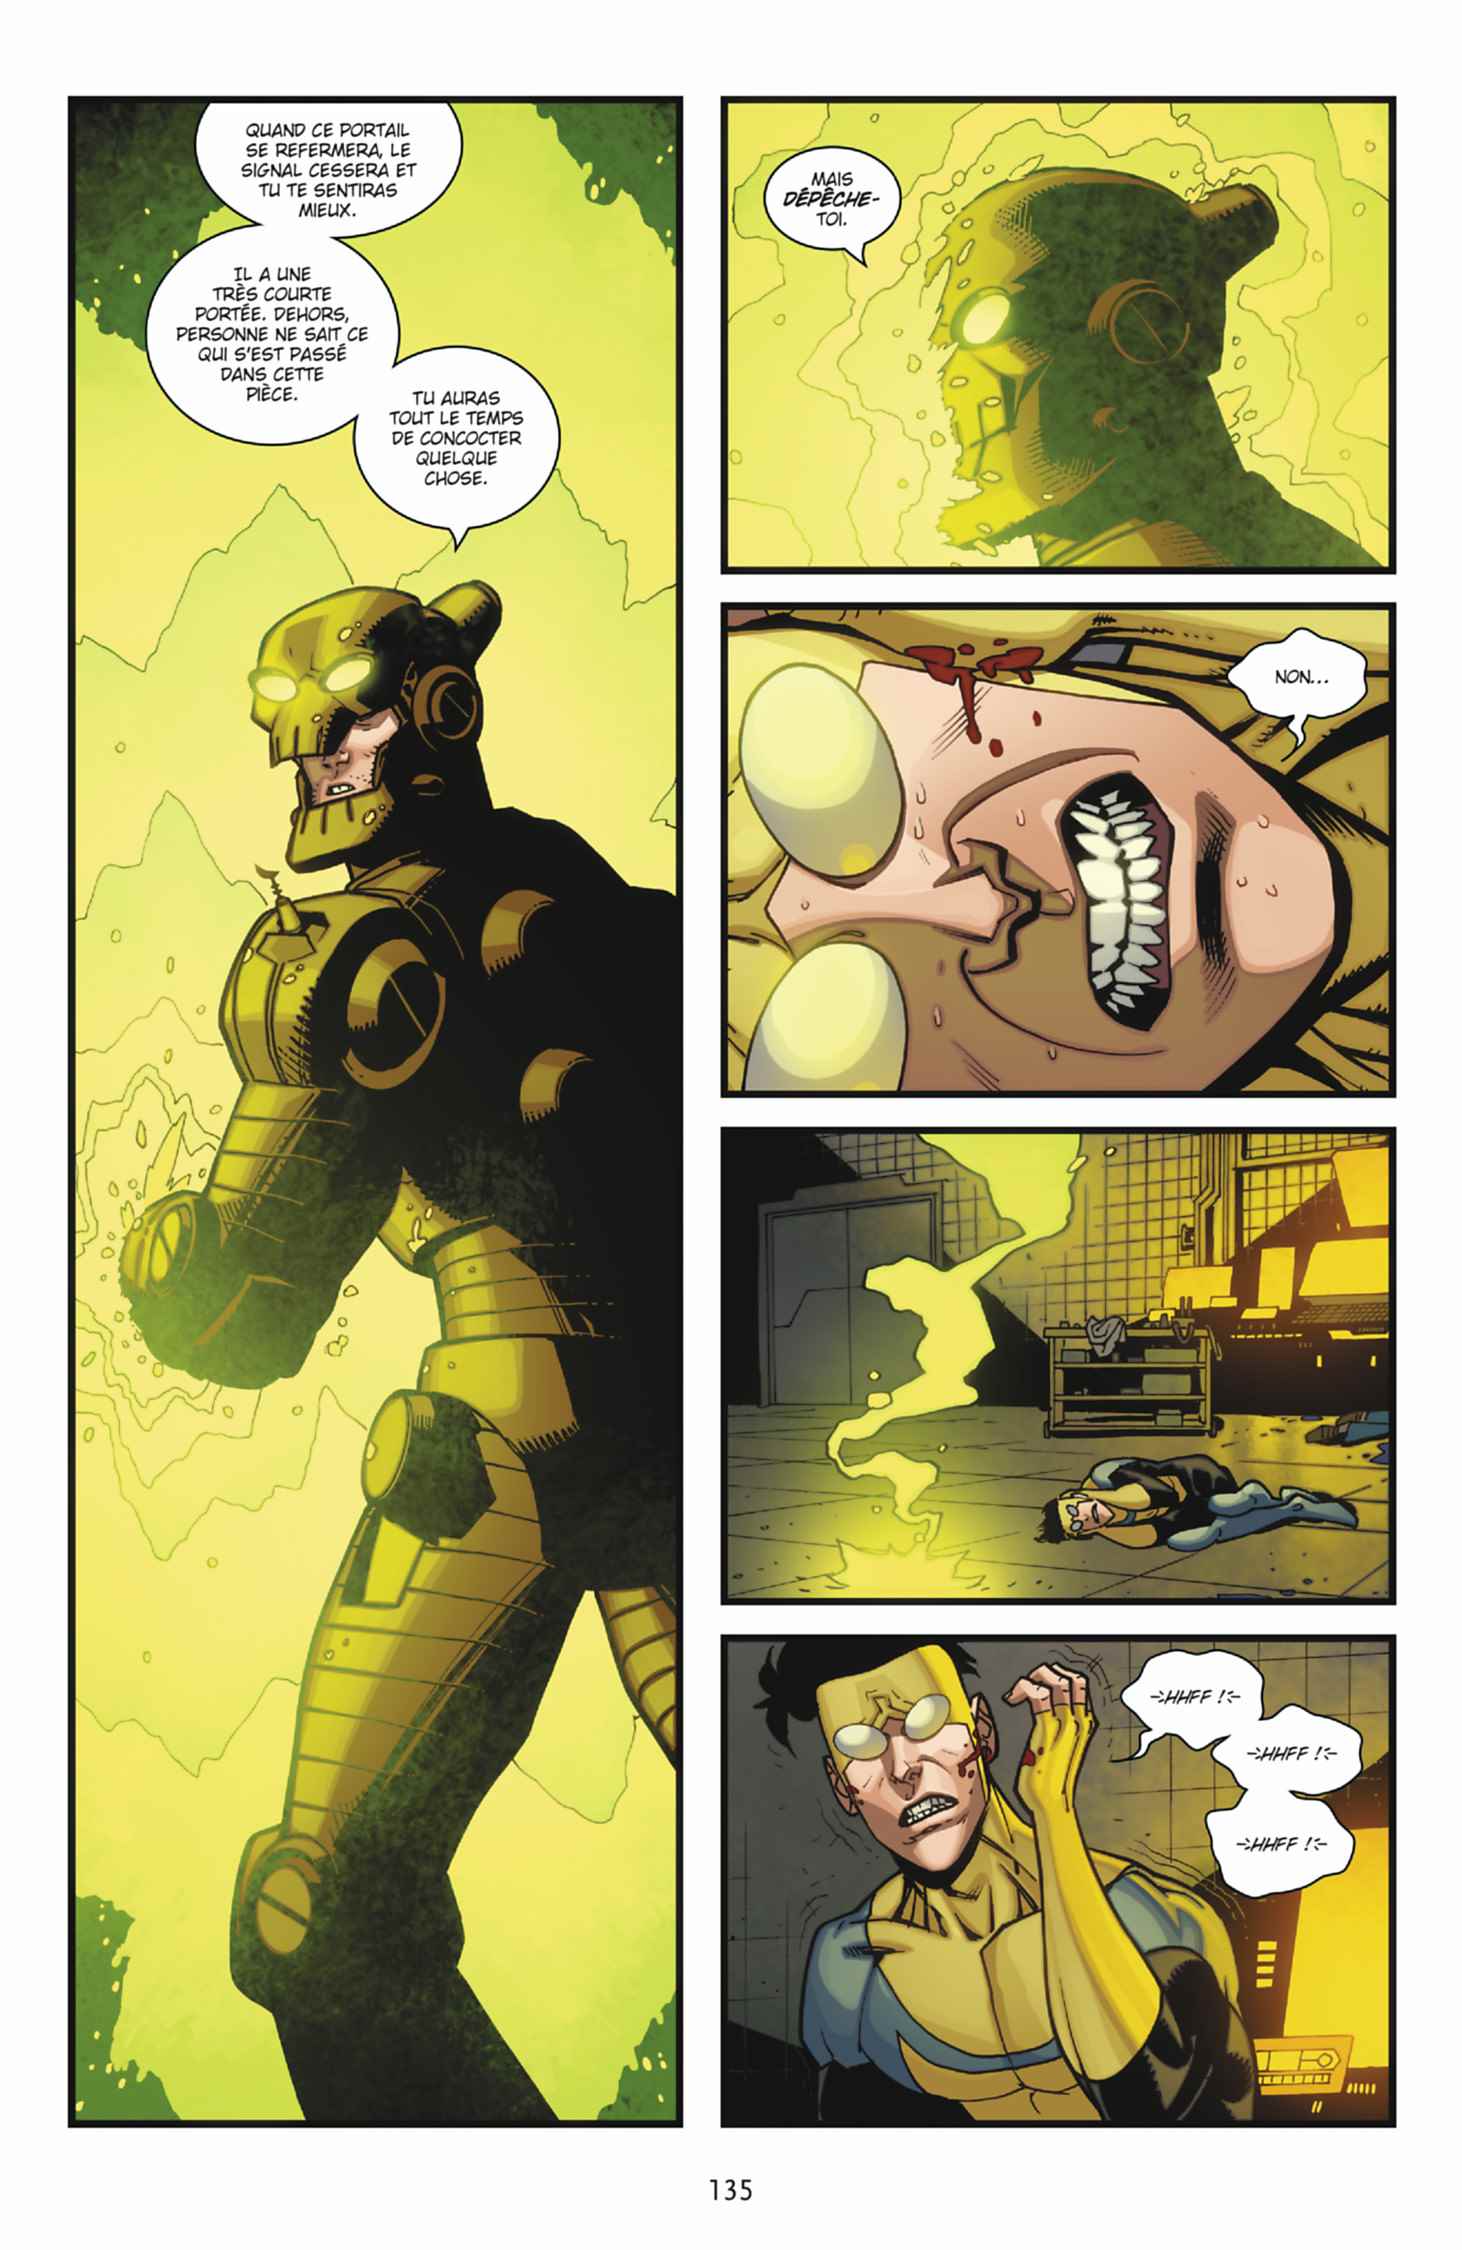 QUAND CE PORTAIL
SE REFERMERA, LE
SIGNAL CESSERA ET
TU TE SENTIRAS
MIEUX.
IL A UNE
TRÈS COURTE
PORTÉE. DEHORS,
PERSONNE NE SAIT CE
QUI S'EST PASSÉ
DANS CETTE
PIÈCE.
TU AURAS
TOUT LE TEMPS
DE CONCOCTER
QUELQUE
CHOSE.
MAIS
DÉPÊCHE-
TOI.
NON...
HHFF !
HHFF !
HHFF !
135